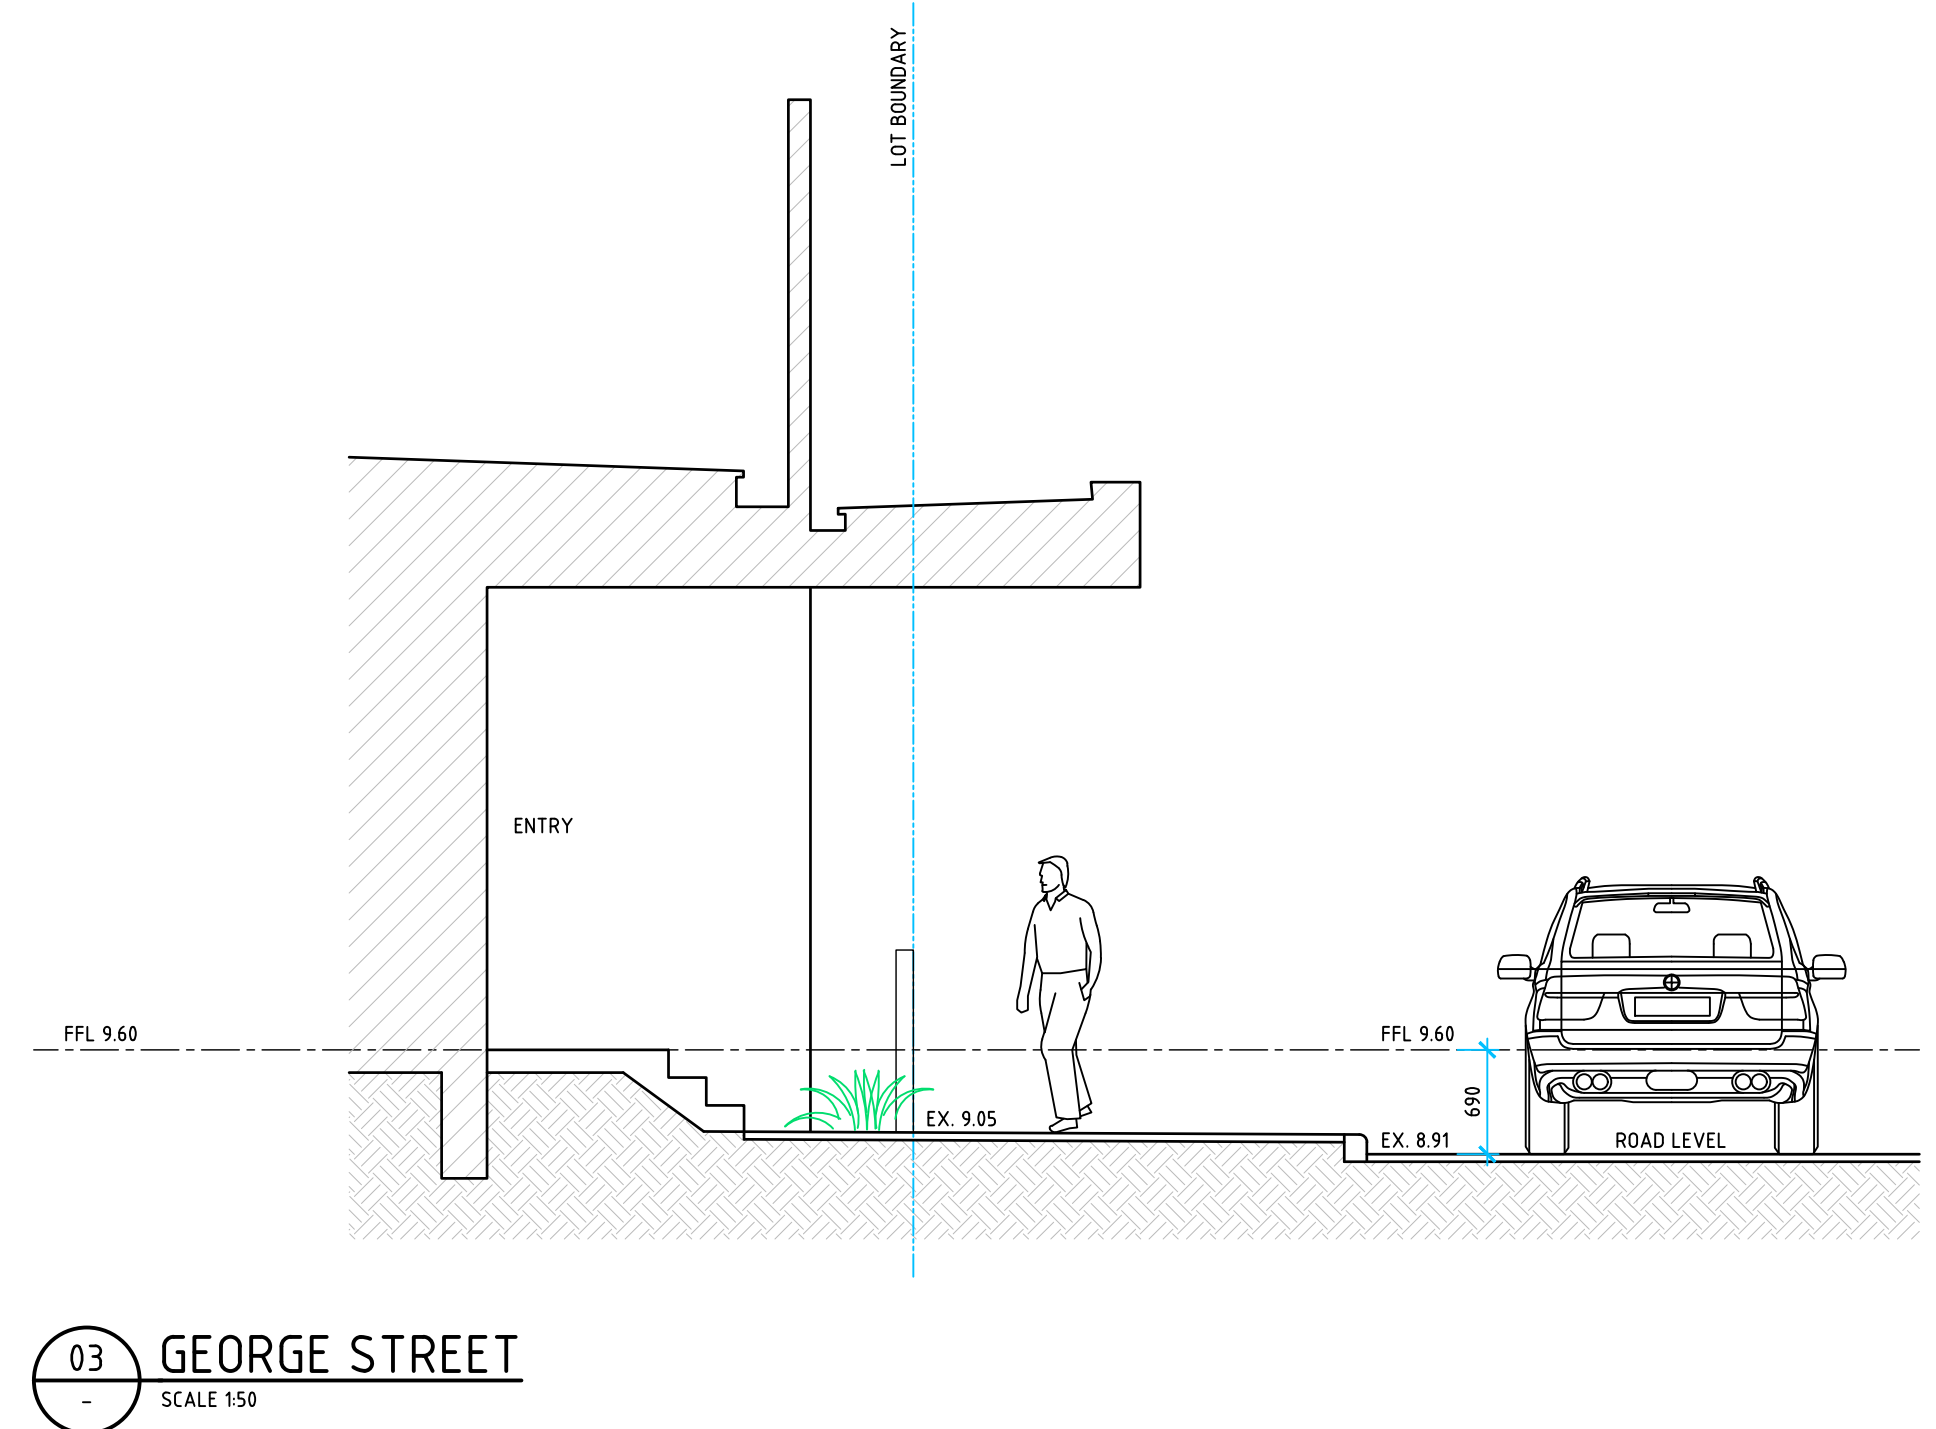 LOT BOUNDARY
ENTRY
FFL 9.60
FFL 9.60
690
EX. 9.05
EX. 8.91
ROAD LEVEL
03
GEORGE STREET
-
SCALE 1:50